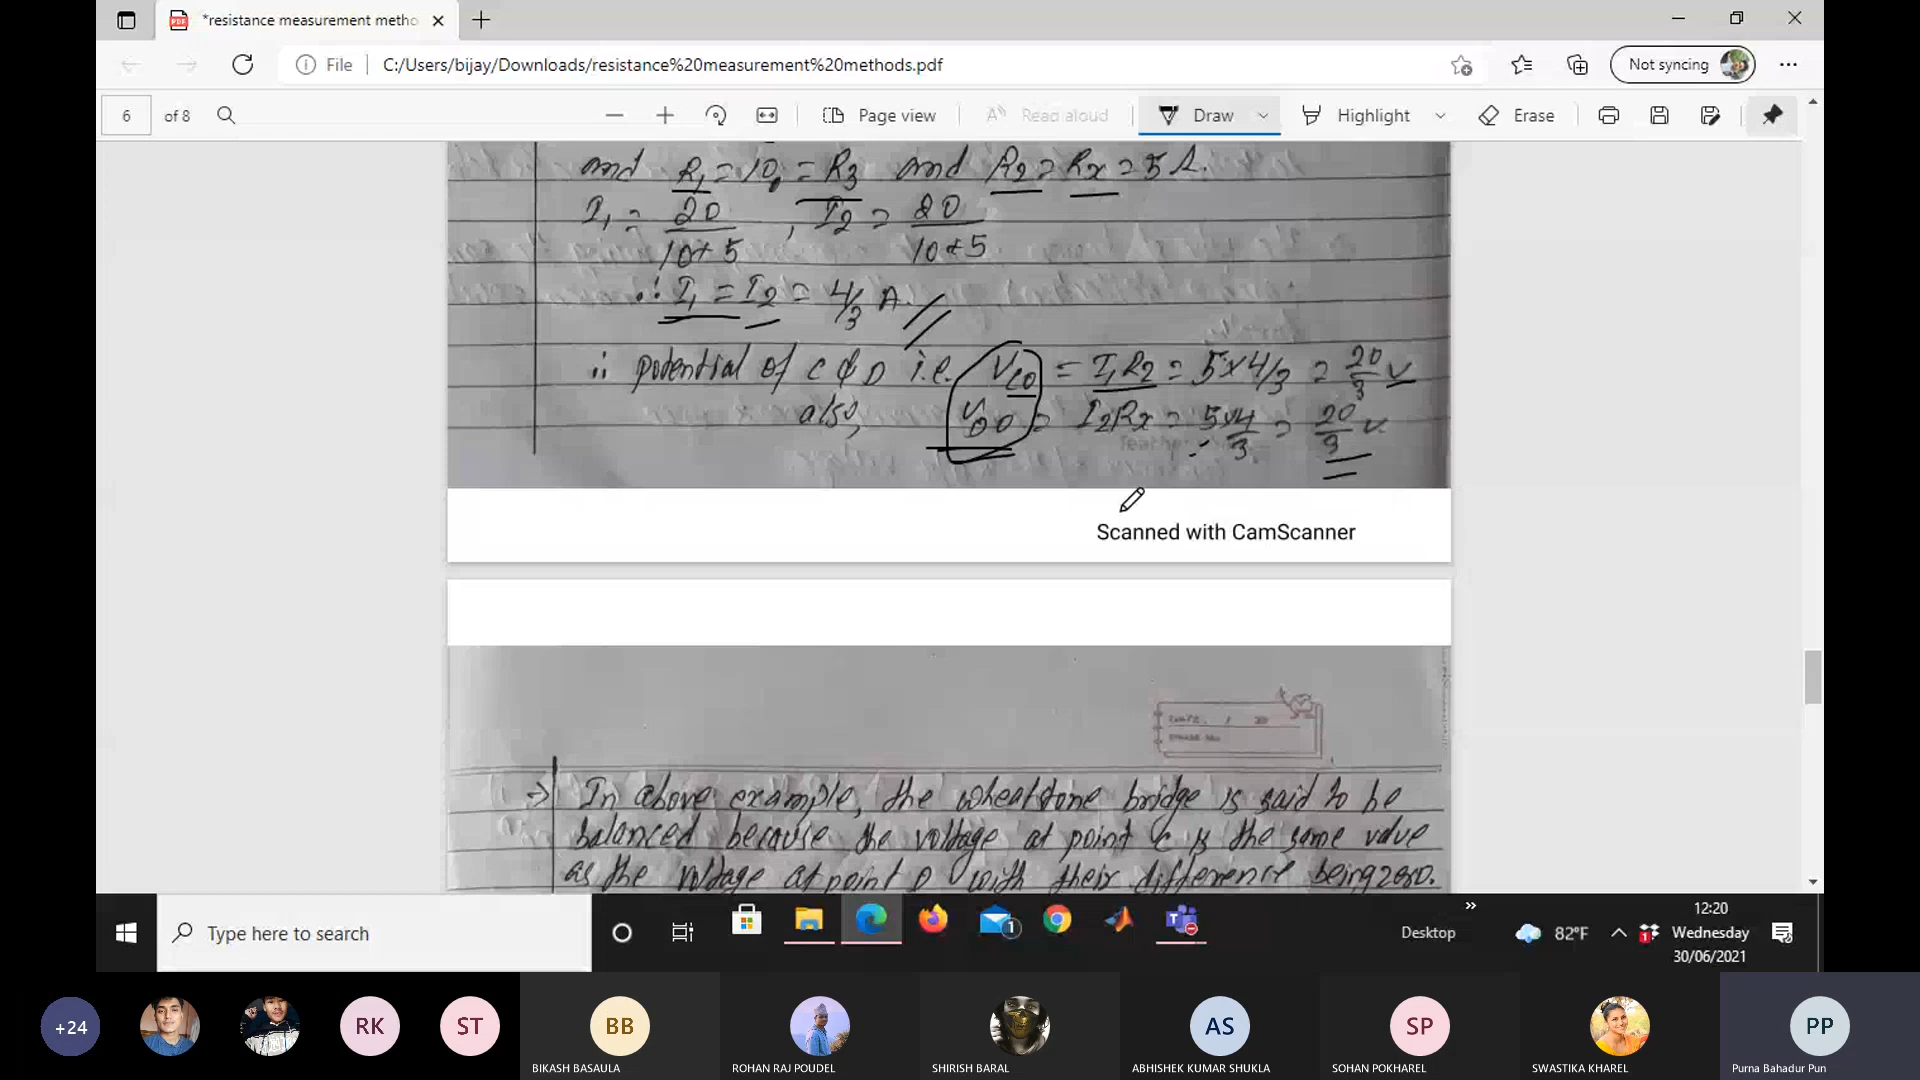 *resistance measurement metho
File
C:/Users/bijay/Downloads/resistance%20measurement%20methods.pdf
Not syncing
6 of 8
Page view
Read aloud
Draw
Highlight
Erase
and R1 = 10 = R3 and R2 = Rx = 5 Ω.
I1 = 20/10+5 , I2 = 20/10+5
∴ I1 = I2 = 4/3 A.
∴ potential of C & D i.e. VCO = I1R2 = 5x4/3 = 20/3 V
also, VDO = I2Rx = 5x4/3 = 20/3 V.
Scanned with CamScanner
→ In above example, the wheatstone bridge is said to be
balanced because the voltage at point C is the same value
as the voltage at point D with their difference being zero.
Type here to search
1
Desktop
82°F
1
12:20
Wednesday
30/06/2021
+24
RK
ST
BB
AS
SP
PP
BIKASH BASAULA
ROHAN RAJ POUDEL
SHIRISH BARAL
ABHISHEK KUMAR SHUKLA
SOHAN POKHAREL
SWASTIKA KHAREL
Purna Bahadur Pun